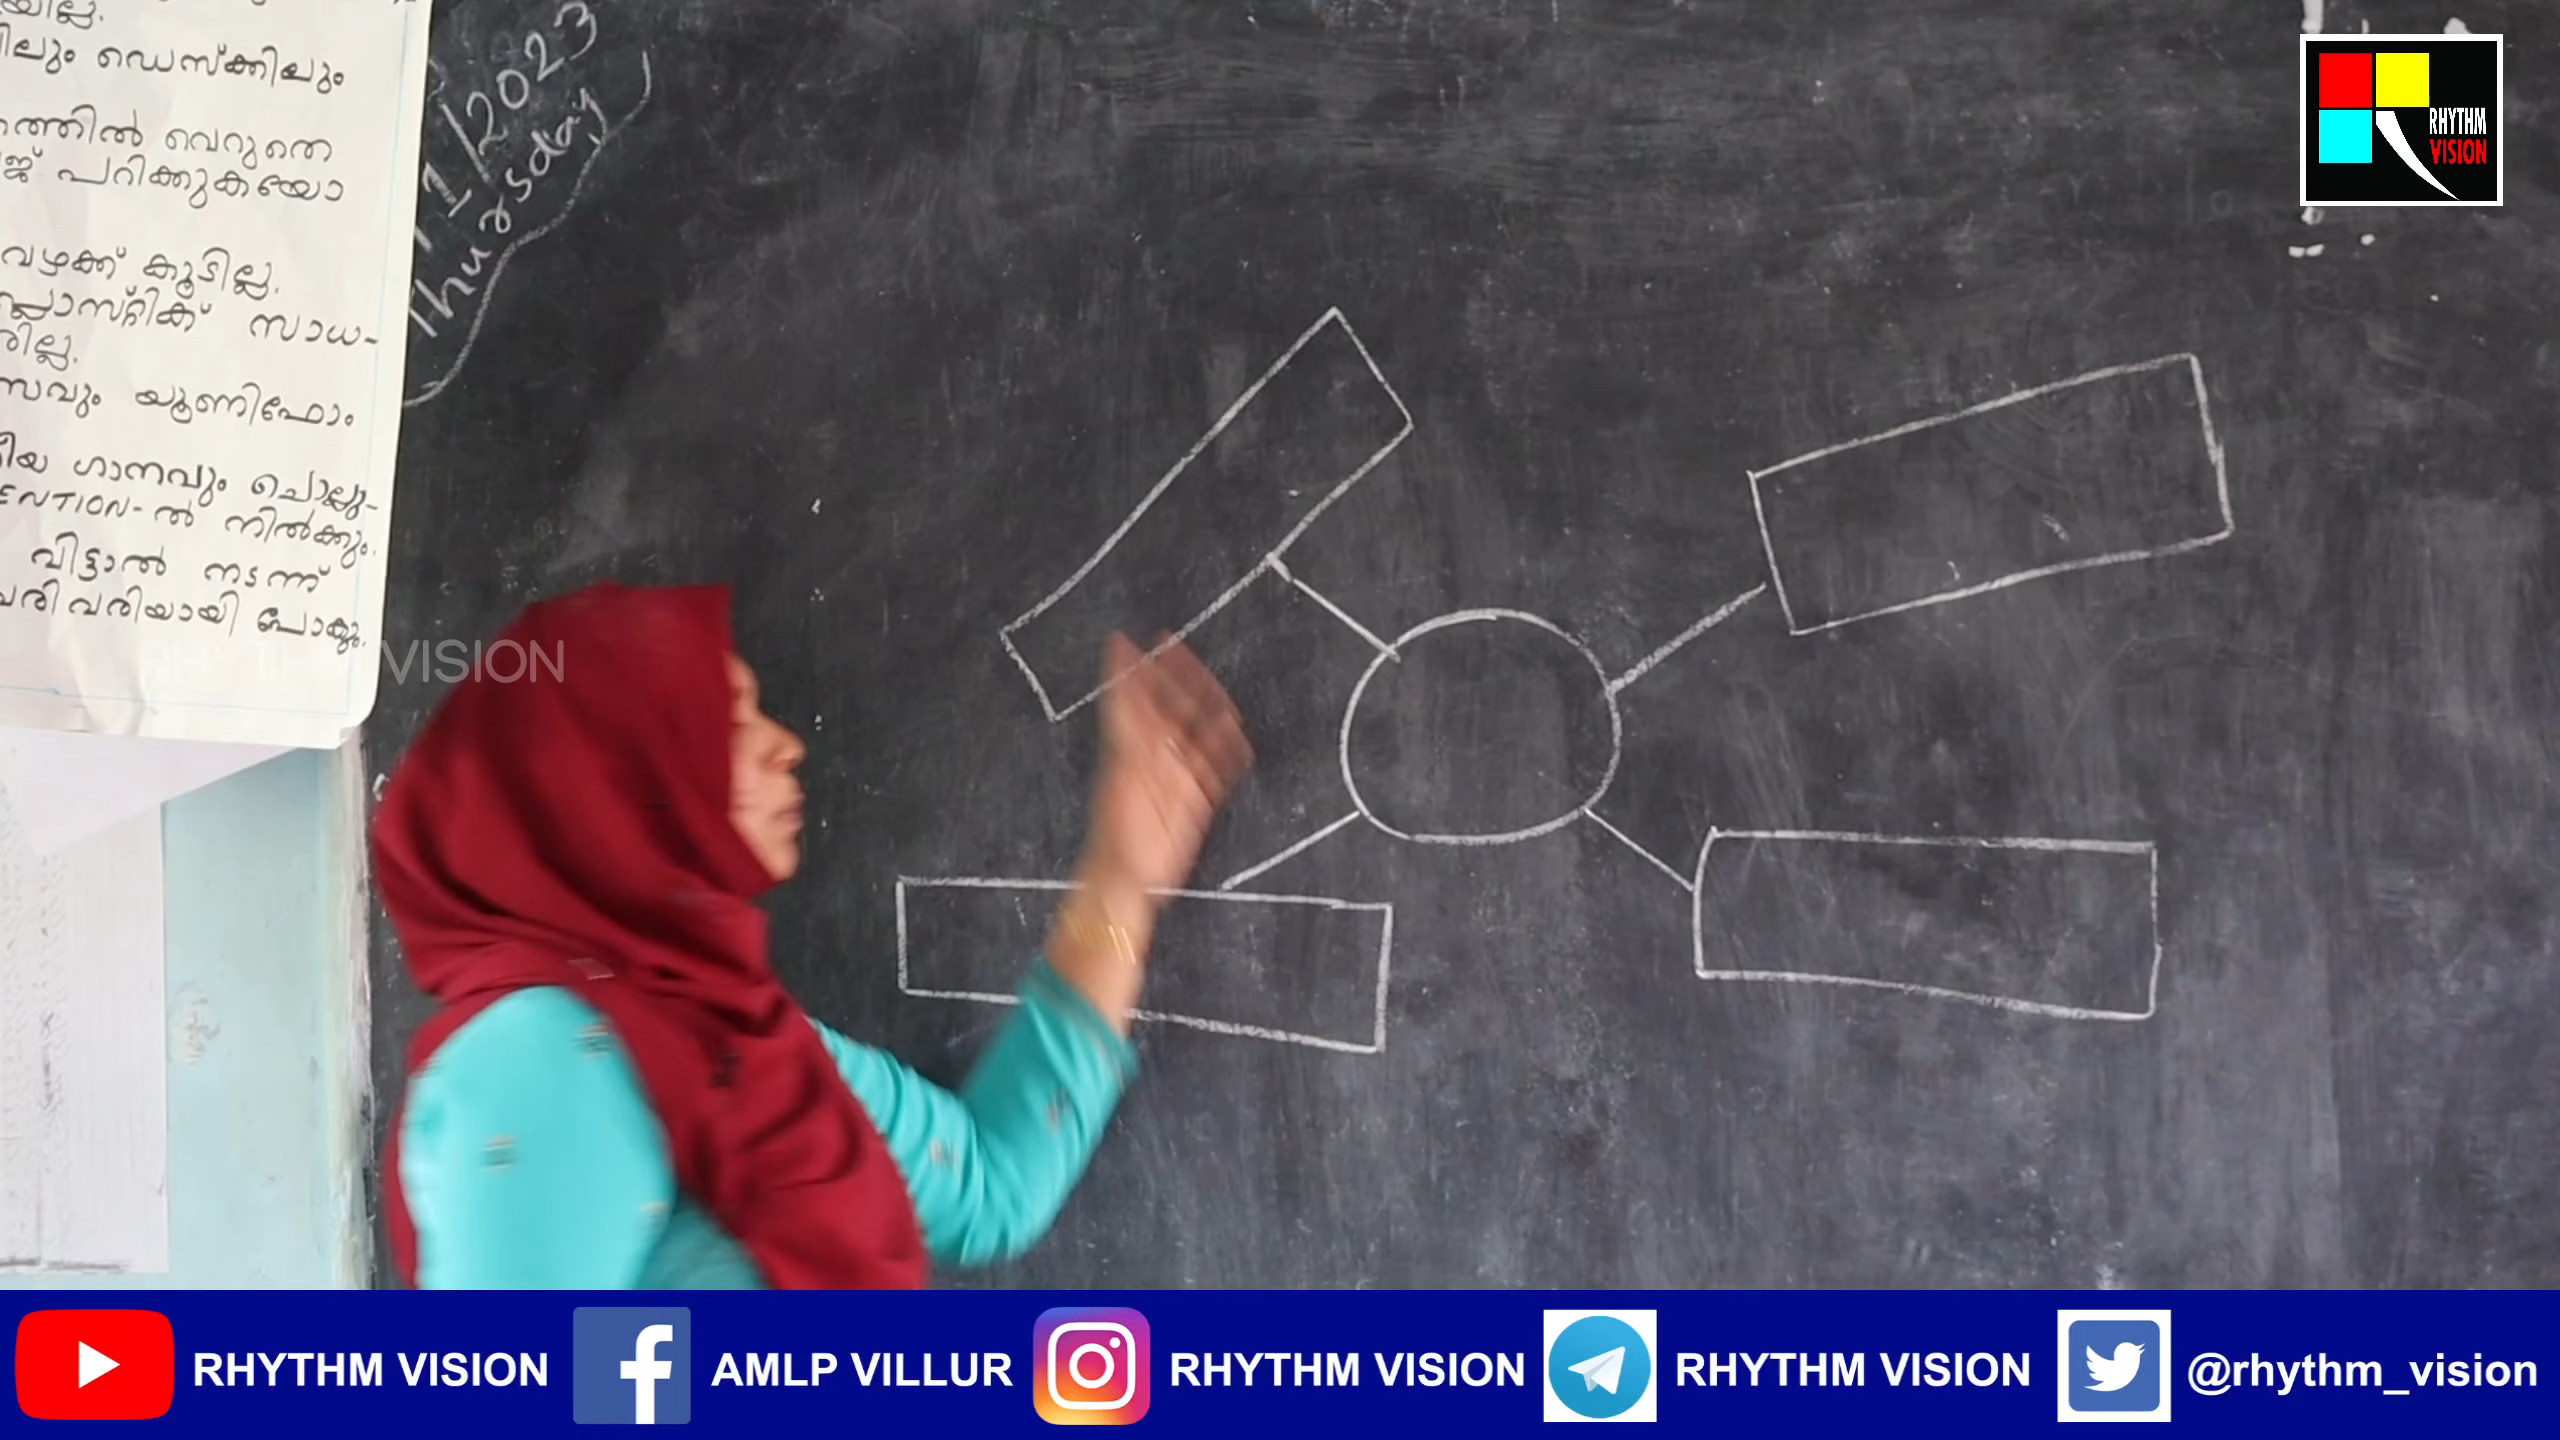 യില്ല.
ിലും ഡെസ്ക്കിലും
ത്തിൽ വെറുതെ
പറിക്കുകയോ
വഴക്ക് കൂടില്ല.
പ്ലാസ്റ്റിക് സാധ-
രില്ല.
സവും യൂണിഫോം
ീയ ഗാനവും ചൊല്ലു-
ENTION-ൽ നിൽക്കും.
വിട്ടാൽ നടന്ന്
വരിവരിയായി പോകും.
/2023
Thursday
RHYTHM
VISION
RHYTHM VISION
RHYTHM VISION
AMLP VILLUR
RHYTHM VISION
RHYTHM VISION
@rhythm_vision